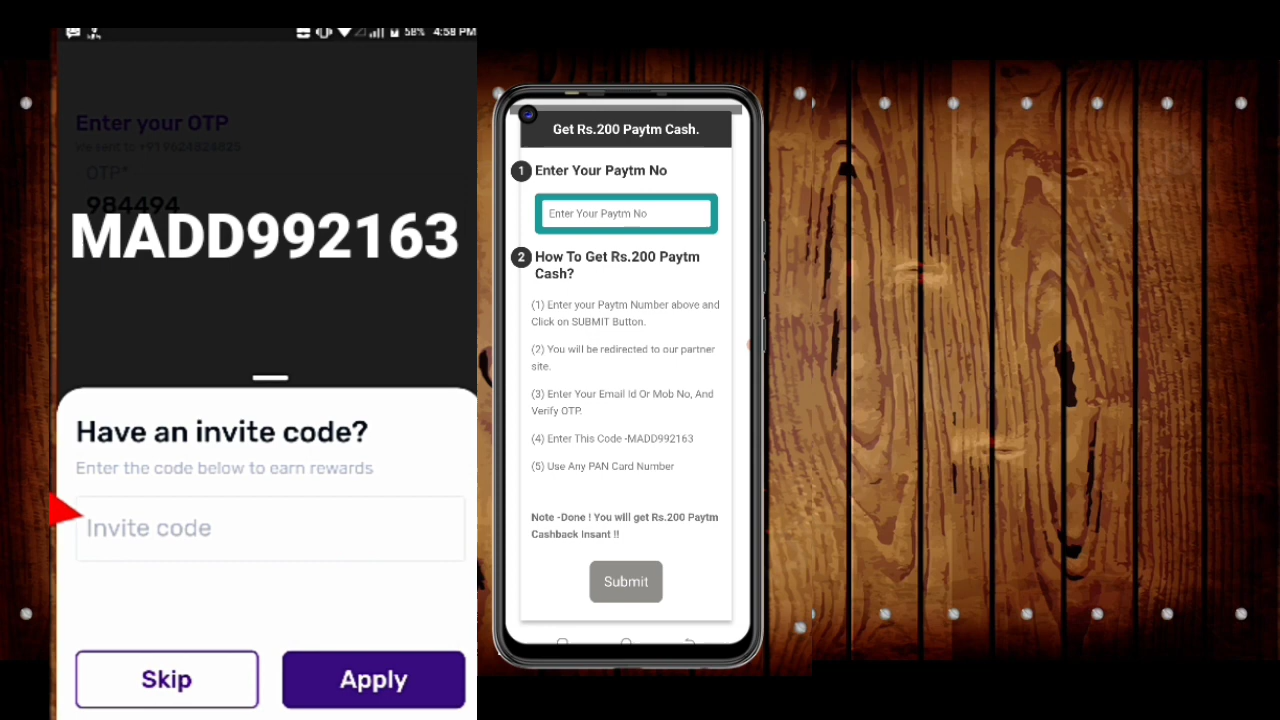 58% 4:58 PM
Enter your OTP
OTP*
984494
MADD992163
Have an invite code?
Enter the code below to earn rewards
Invite code
Skip
Apply
Get Rs.200 Paytm Cash.
1 Enter Your Paytm No
Enter Your Paytm No
2 How To Get Rs.200 Paytm
Cash?
(1) Enter your Paytm Number above and
Click on SUBMIT Button.
(2) You will be redirected to our partner
site.
(3) Enter Your Email Id Or Mob No, And
Verify OTP.
(4) Enter This Code -MADD992163
(5) Use Any PAN Card Number
Note -Done ! You will get Rs.200 Paytm
Cashback Insant !!
Submit